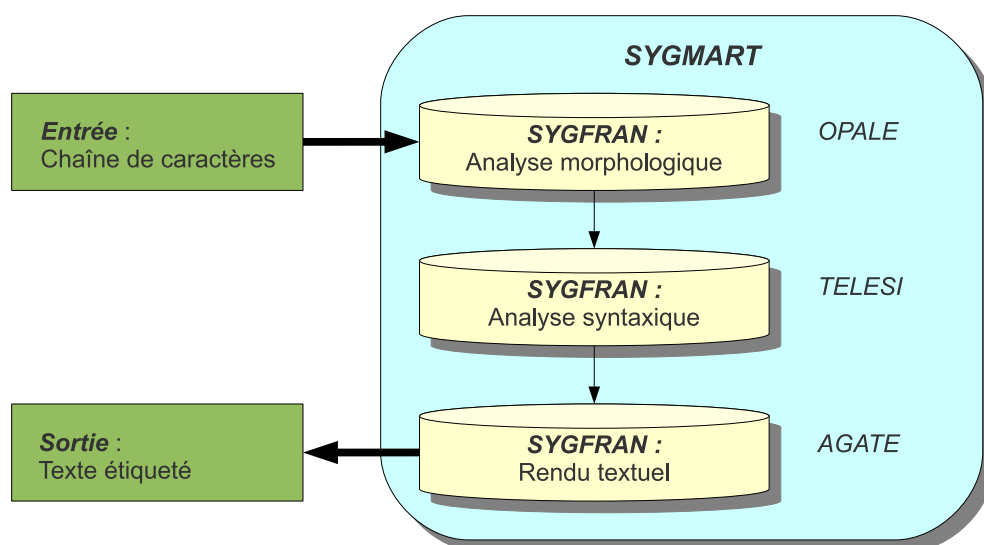 SYGMART
Entrée :
Chaîne de caractères
SYGFRAN :
Analyse morphologique
OPALE
SYGFRAN :
Analyse syntaxique
TELESI
Sortie :
Texte étiqueté
SYGFRAN :
Rendu textuel
AGATE